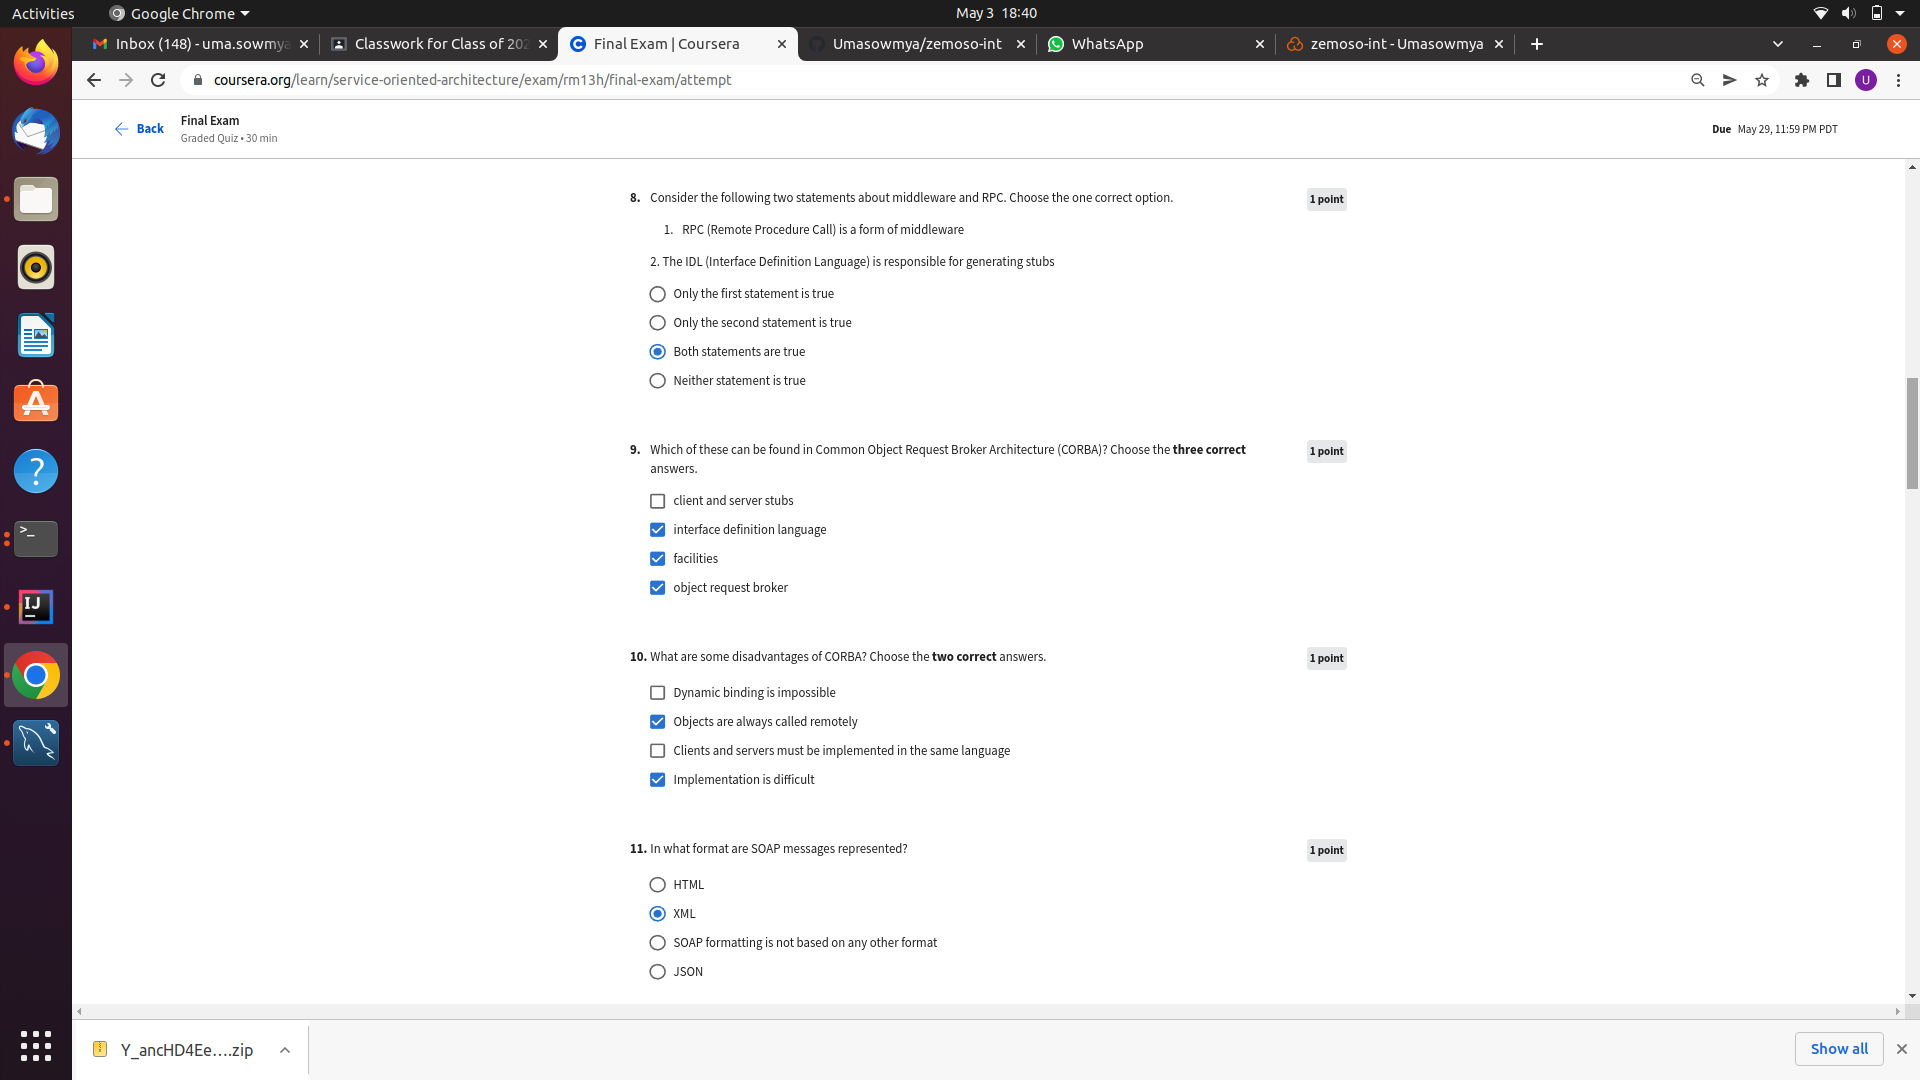 Activities
Google Chrome
May 3 18:40
Inbox (148) - uma.sowmya
Classwork for Class of 202
Final Exam | Coursera
Umasowmya/zemoso-int
WhatsApp
zemoso-int - Umasowmya
coursera.org/learn/service-oriented-architecture/exam/rm13h/final-exam/attempt
U
Back
Final Exam
Graded Quiz • 30 min
Due May 29, 11:59 PM PDT
8. Consider the following two statements about middleware and RPC. Choose the one correct option.
1 point
1. RPC (Remote Procedure Call) is a form of middleware
2. The IDL (Interface Definition Language) is responsible for generating stubs
Only the first statement is true
Only the second statement is true
Both statements are true
Neither statement is true
9. Which of these can be found in Common Object Request Broker Architecture (CORBA)? Choose the three correct
answers.
1 point
client and server stubs
interface definition language
facilities
object request broker
10. What are some disadvantages of CORBA? Choose the two correct answers.
1 point
Dynamic binding is impossible
Objects are always called remotely
Clients and servers must be implemented in the same language
Implementation is difficult
11. In what format are SOAP messages represented?
1 point
HTML
XML
SOAP formatting is not based on any other format
JSON
Y_ancHD4Ee....zip
Show all